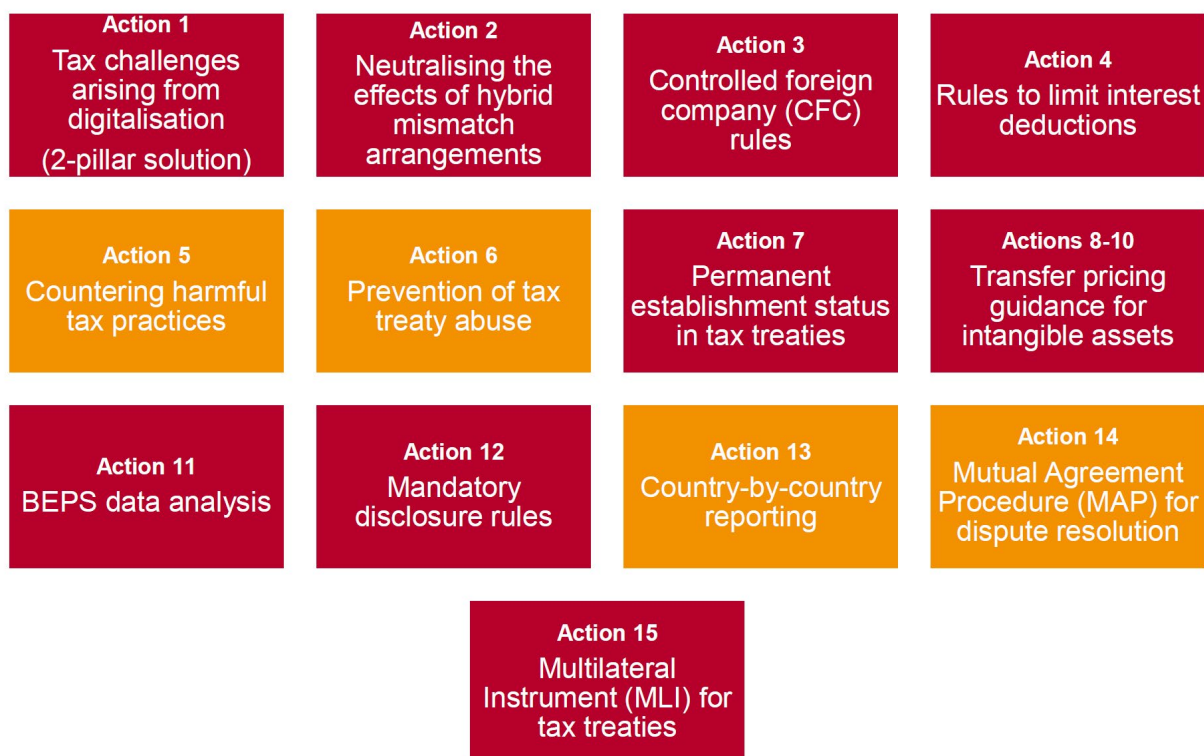 Action 1
Tax challenges
arising from
digitalisation
(2-pillar solution)
Action 2
Neutralising the
effects of hybrid
mismatch
arrangements
Action 3
Controlled foreign
company (CFC)
rules
Action 4
Rules to limit interest
deductions
Action 5
Countering harmful
tax practices
Action 6
Prevention of tax
treaty abuse
Action 7
Permanent
establishment status
in tax treaties
Actions 8-10
Transfer pricing
guidance for
intangible assets
Action 11
BEPS data analysis
Action 12
Mandatory
disclosure rules
Action 13
Country-by-country
reporting
Action 14
Mutual Agreement
Procedure (MAP) for
dispute resolution
Action 15
Multilateral
Instrument (MLI) for
tax treaties